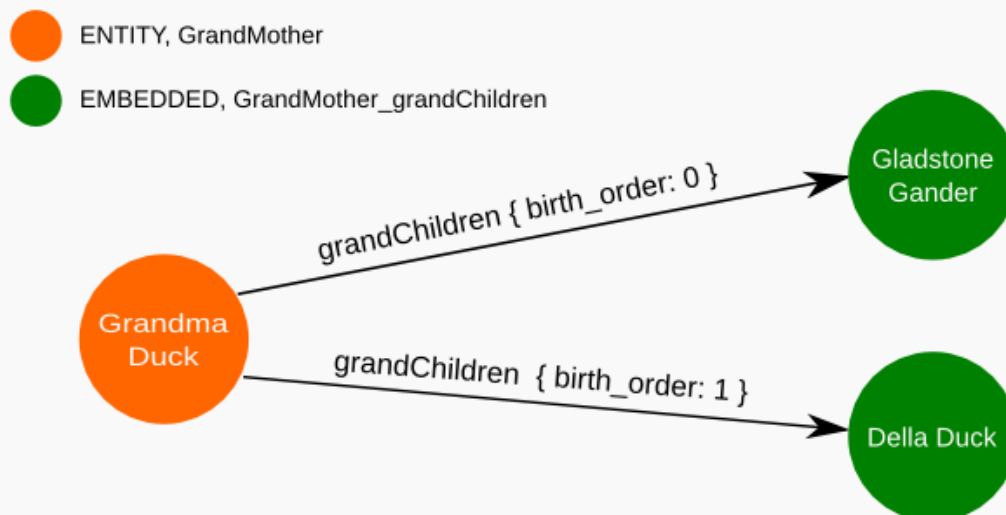 ENTITY, GrandMother
EMBEDDED, GrandMother_grandChildren
Gladstone
Gander
grandChildren { birth_order: 0 }
Grandma
Duck
grandChildren { birth_order: 1 }
Della Duck